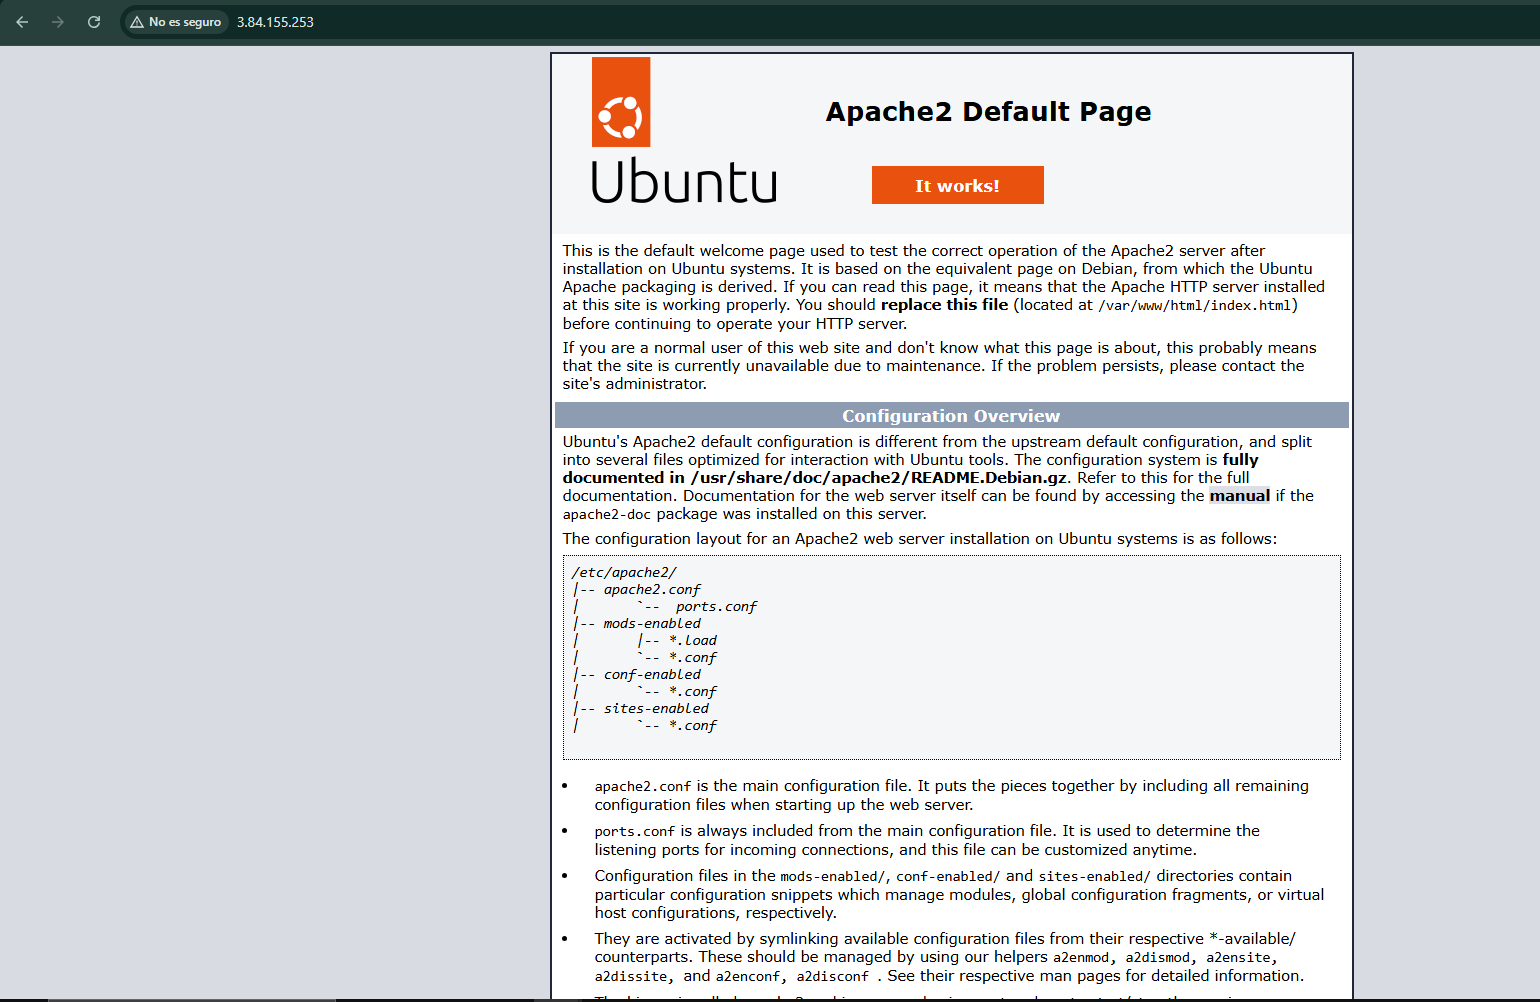 No es seguro 3.84.155.253
Apache2 Default Page
Ubuntu
It works!
This is the default welcome page used to test the correct operation of the Apache2 server after
installation on Ubuntu systems. It is based on the equivalent page on Debian, from which the Ubuntu
Apache packaging is derived. If you can read this page, it means that the Apache HTTP server installed
at this site is working properly. You should replace this file (located at /var/www/html/index.html)
before continuing to operate your HTTP server.
If you are a normal user of this web site and don't know what this page is about, this probably means
that the site is currently unavailable due to maintenance. If the problem persists, please contact the
site's administrator.
Configuration Overview
Ubuntu's Apache2 default configuration is different from the upstream default configuration, and split
into several files optimized for interaction with Ubuntu tools. The configuration system is fully
documented in /usr/share/doc/apache2/README.Debian.gz. Refer to this for the full
documentation. Documentation for the web server itself can be found by accessing the manual if the
apache2-doc package was installed on this server.
The configuration layout for an Apache2 web server installation on Ubuntu systems is as follows:
/etc/apache2/
|-- apache2.conf
|       `--  ports.conf
|-- mods-enabled
|       |-- *.load
|       `-- *.conf
|-- conf-enabled
|       `-- *.conf
|-- sites-enabled
|       `-- *.conf
• apache2.conf is the main configuration file. It puts the pieces together by including all remaining
configuration files when starting up the web server.
• ports.conf is always included from the main configuration file. It is used to determine the
listening ports for incoming connections, and this file can be customized anytime.
• Configuration files in the mods-enabled/, conf-enabled/ and sites-enabled/ directories contain
particular configuration snippets which manage modules, global configuration fragments, or virtual
host configurations, respectively.
• They are activated by symlinking available configuration files from their respective *-available/
counterparts. These should be managed by using our helpers a2enmod, a2dismod, a2ensite,
a2dissite, and a2enconf, a2disconf . See their respective man pages for detailed information.